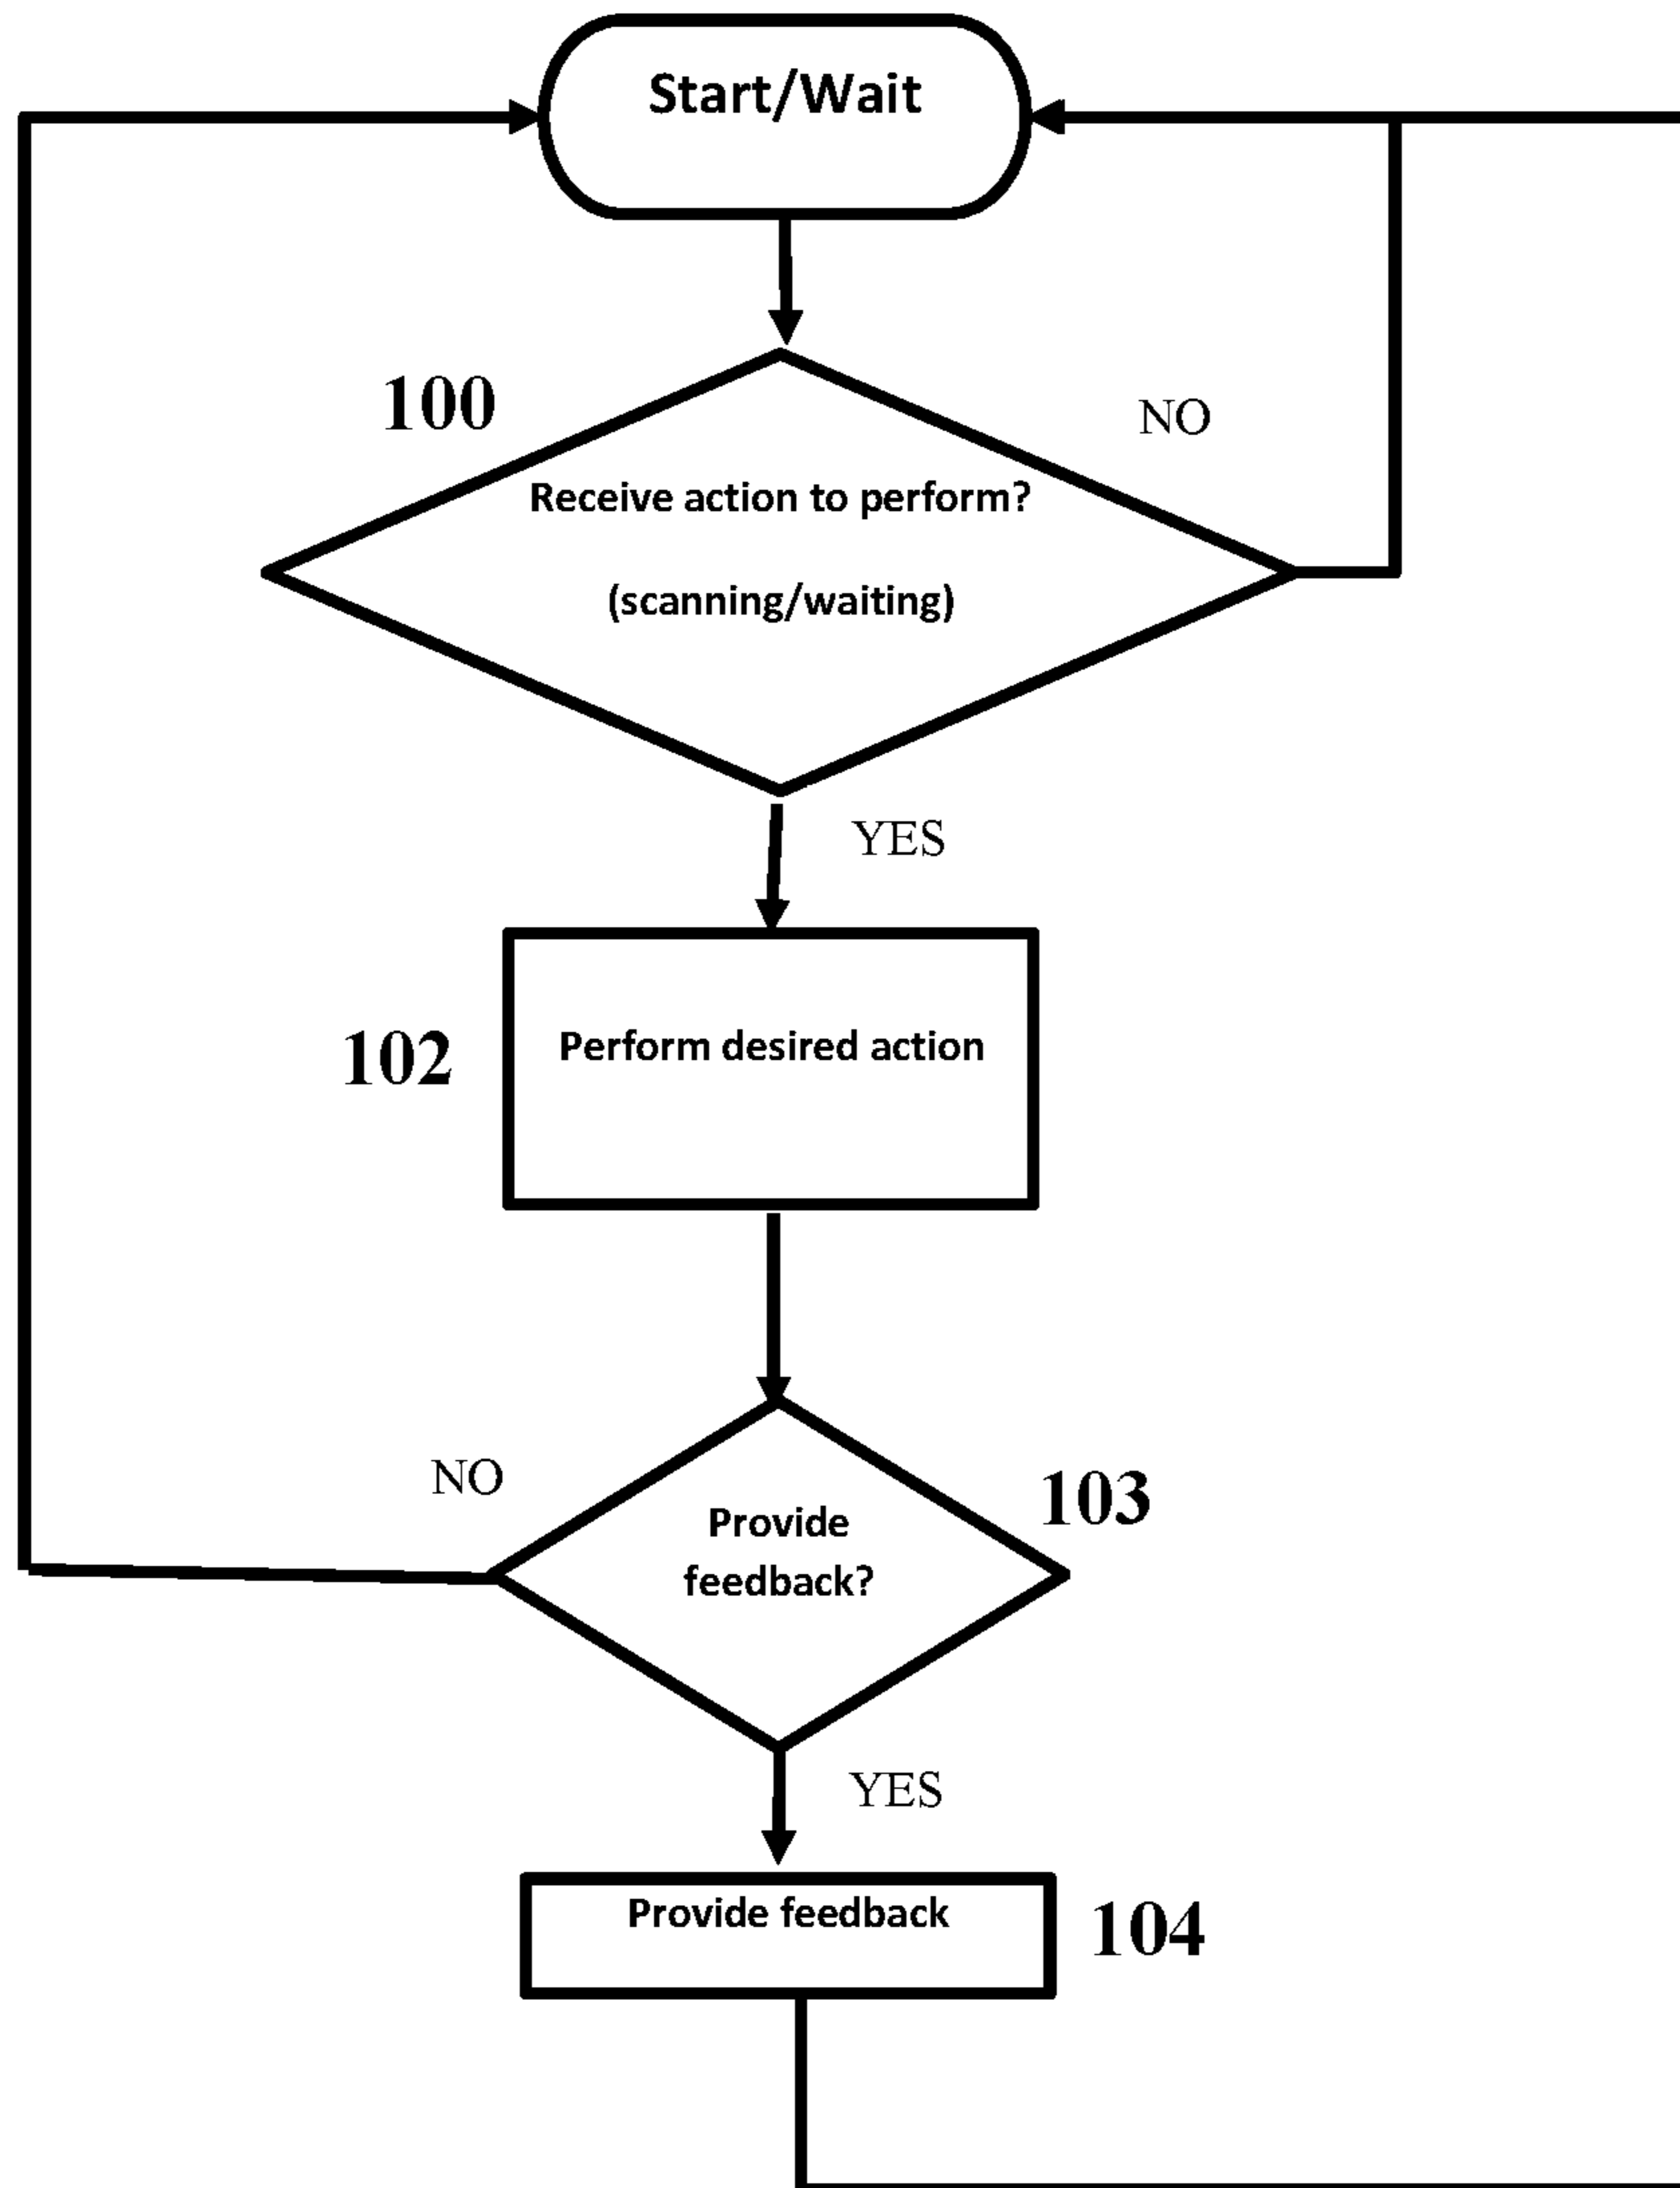 Start/Wait
100
NO
Receive action to perform?
(scanning/waiting)
YES
102
Perform desired action
NO
103
Provide
feedback?
YES
Provide feedback
104